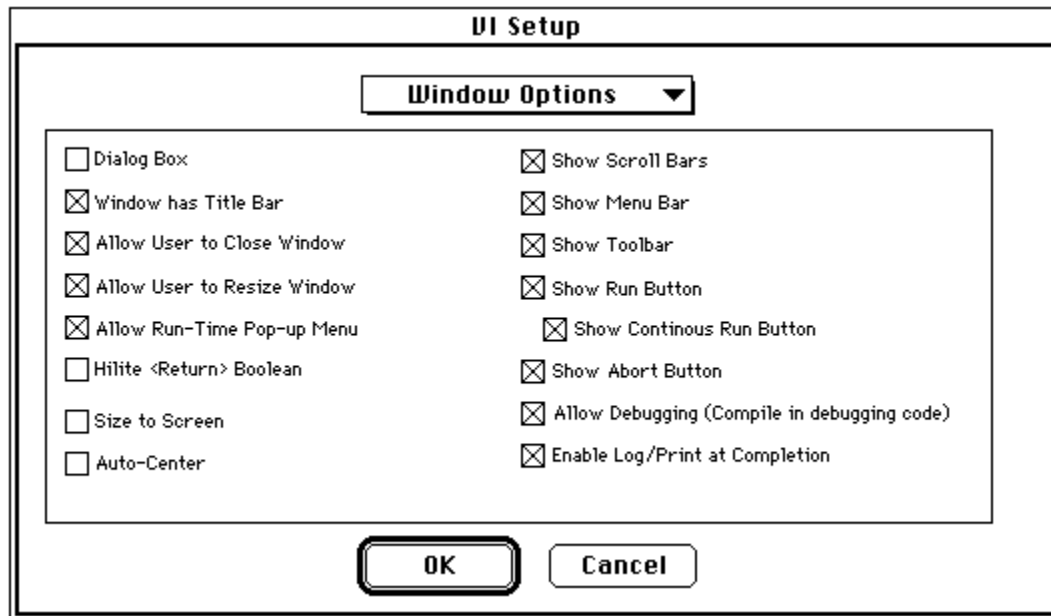 VI Setup
Window Options
Dialog Box
Window has Title Bar
Allow User to Close Window
Allow User to Resize Window
Allow Run-Time Pop-up Menu
Hilite <Return> Boolean
Size to Screen
Auto-Center
Show Scroll Bars
Show Menu Bar
Show Toolbar
Show Run Button
Show Continous Run Button
Show Abort Button
Allow Debugging (Compile in debugging code)
Enable Log/Print at Completion
OK
Cancel